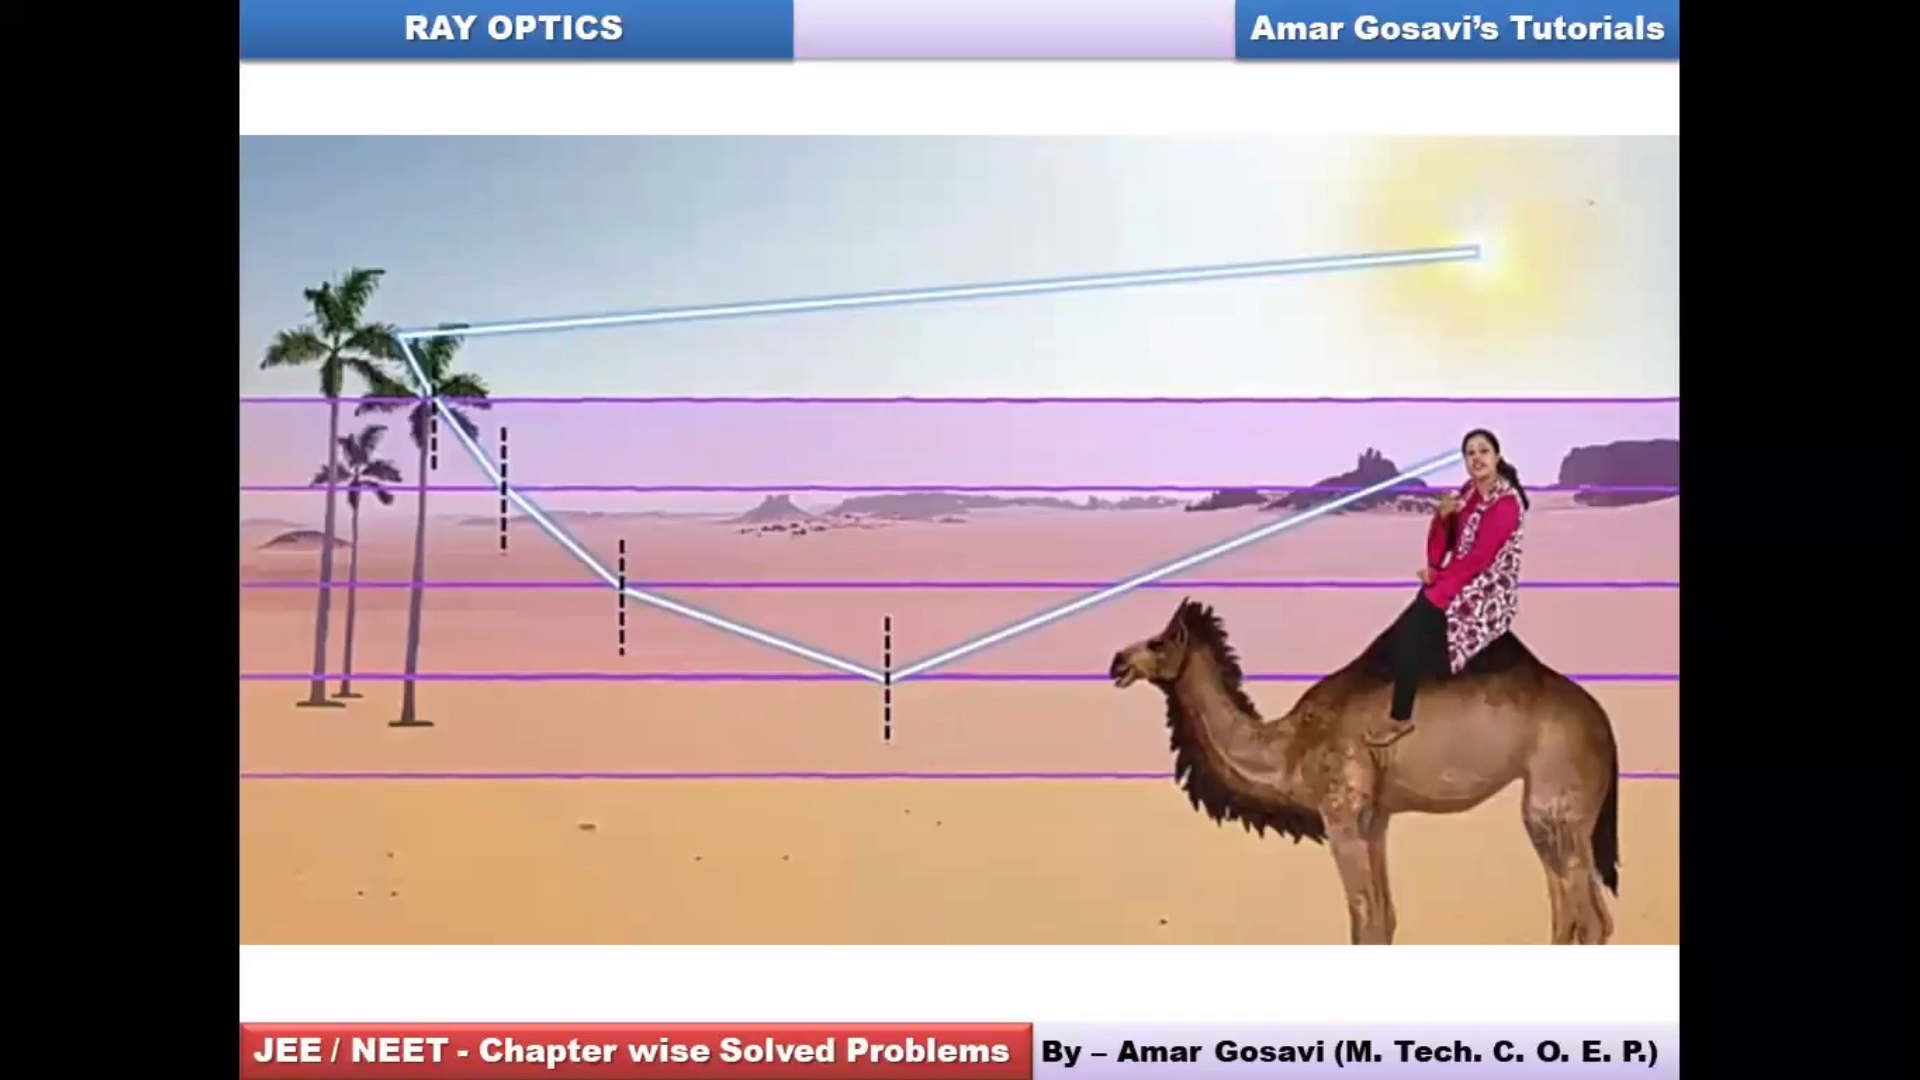 RAY OPTICS
Amar Gosavi's Tutorials
JEE / NEET - Chapter wise Solved Problems
By – Amar Gosavi (M. Tech. C. O. E. P.)